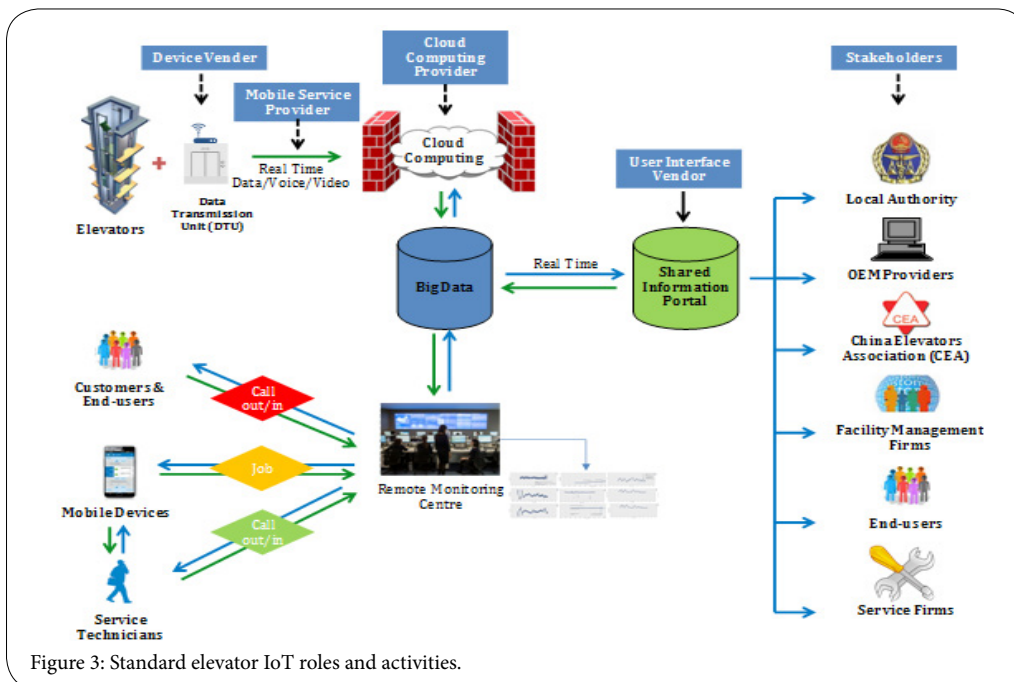 Device Vender
Mobile Service
Provider
Cloud
Computing
Provider
Stakeholders
Cloud
Computing
Real Time
Data/Voice/Video
Data
Transmission
Unit (DTU)
Elevators
User Interface
Vendor
Local Authority
Big Data
Real Time
Shared
Information
Portal
OEM Providers
CEA
China Elevators
Association (CEA)
Customers &
End-users
Call
out/in
Facility Management
Firms
Job
Mobile Devices
Remote Monitoring
Centre
Call
out/in
End-users
Service
Technicians
Service Firms
Figure 3: Standard elevator IoT roles and activities.